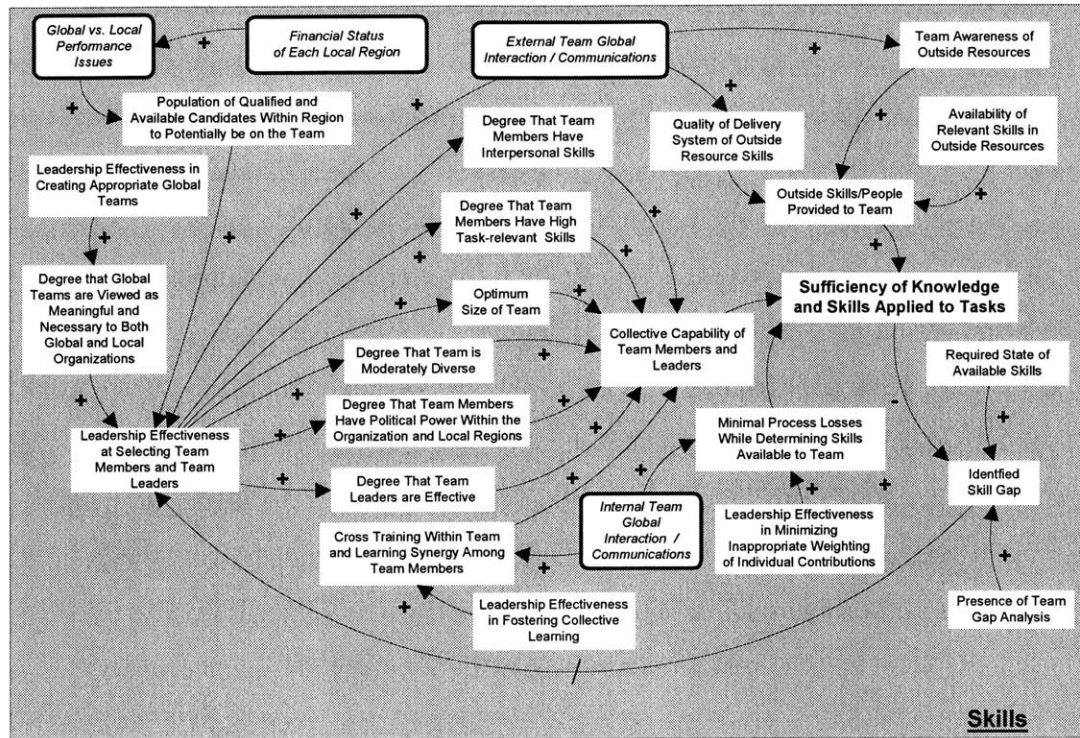 Global vs. Local
Performance
Issues
Financial Status
of Each Local Region
External Team Global
Interaction / Communications
Team Awareness of
Outside Resources
Population of Qualified and
Available Candidates Within Region
to Potentially be on the Team
Degree That Team
Members Have
Interpersonal Skills
Quality of Delivery
System of Outside
Resource Skills
Availability of
Relevant Skills in
Outside Resources
Leadership Effectiveness in
Creating Appropriate Global
Teams
Degree That Team
Members Have High
Task-relevant Skills
Outside Skills/People
Provided to Team
Degree that Global
Teams are Viewed as
Meaningful and
Necessary to Both
Global and Local
Organizations
Optimum
Size of Team
Sufficiency of Knowledge
and Skills Applied to Tasks
Collective Capability of
Team Members and
Leaders
Degree That Team is
Moderately Diverse
Required State of
Available Skills
Degree That Team Members
Have Political Power Within the
Organization and Local Regions
Leadership Effectiveness
at Selecting Team
Members and Team
Leaders
Minimal Process Losses
While Determining Skills
Available to Team
Degree That Team
Leaders are Effective
Identfied
Skill Gap
Internal Team
Global
Interaction /
Communications
Leadership Effectiveness
in Minimizing
Inappropriate Weighting
of Individual Contributions
Cross Training Within Team
and Learning Synergy Among
Team Members
Leadership Effectiveness
in Fostering Collective
Learning
Presence of Team
Gap Analysis
Skills